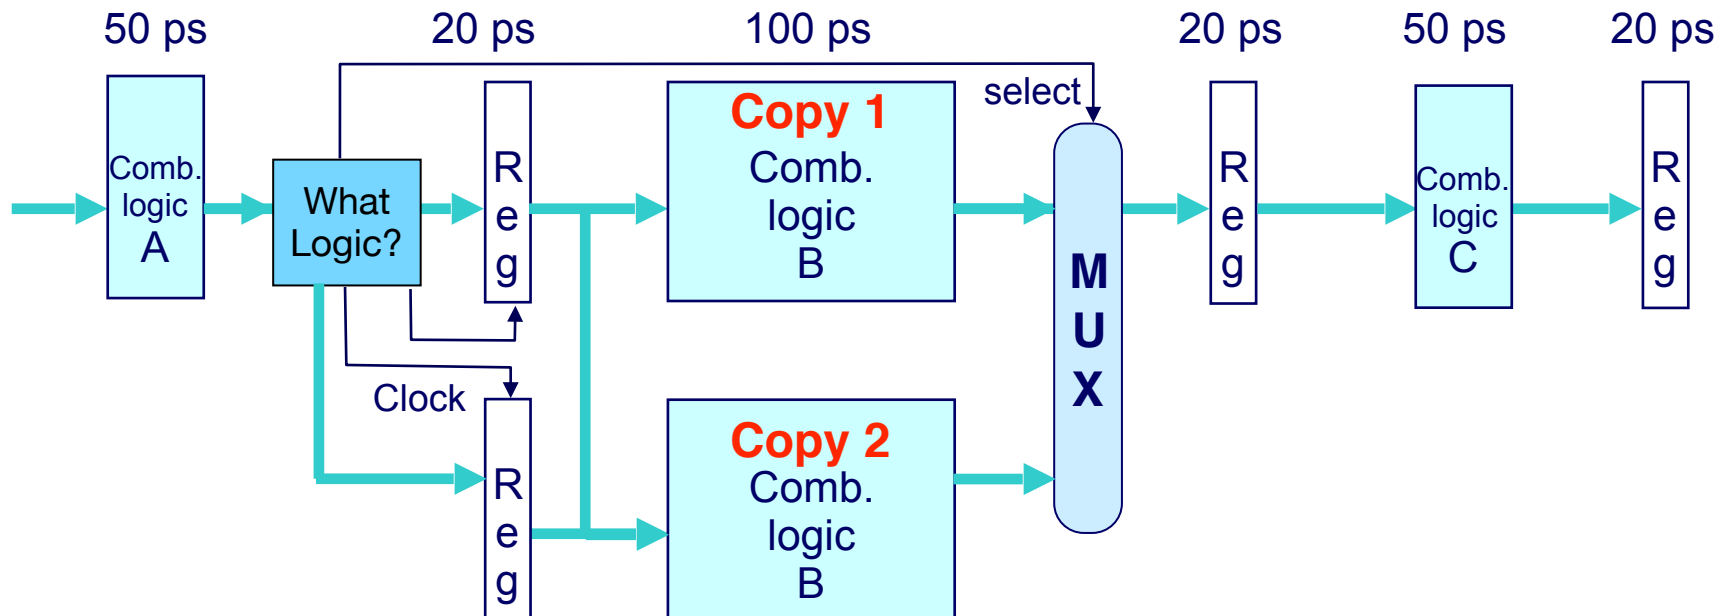 50 ps
20 ps
100 ps
20 ps
50 ps
20 ps
select
Comb.
logic
A
What
Logic?
R
e
g
Copy 1
Comb.
logic
B
M
U
X
R
e
g
Comb.
logic
C
R
e
g
Clock
R
e
g
Copy 2
Comb.
logic
B